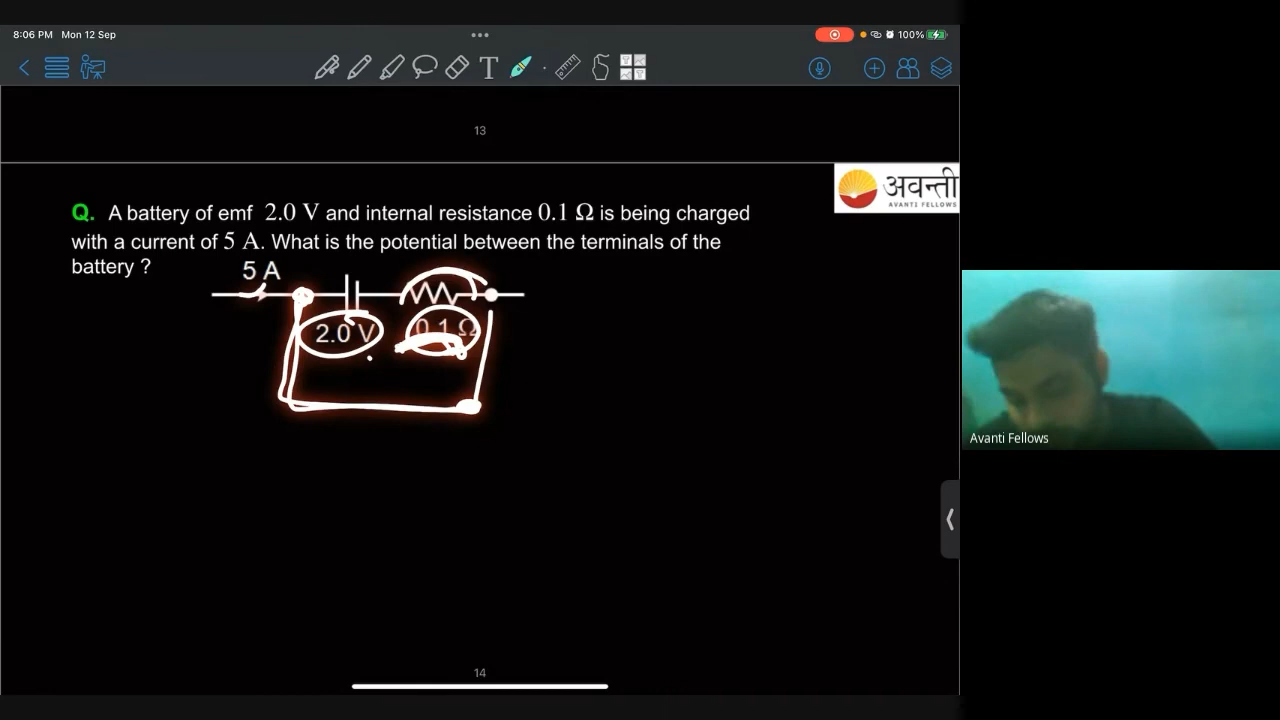 8:06 PM Mon 12 Sep
100%
T
13
अवन्ती
AVANTI FELLOWS
Q. A battery of emf 2.0 V and internal resistance 0.1 Ω is being charged
with a current of 5 A. What is the potential between the terminals of the
battery ?
5 A
2.0 V
0.1 Ω
Avanti Fellows
14